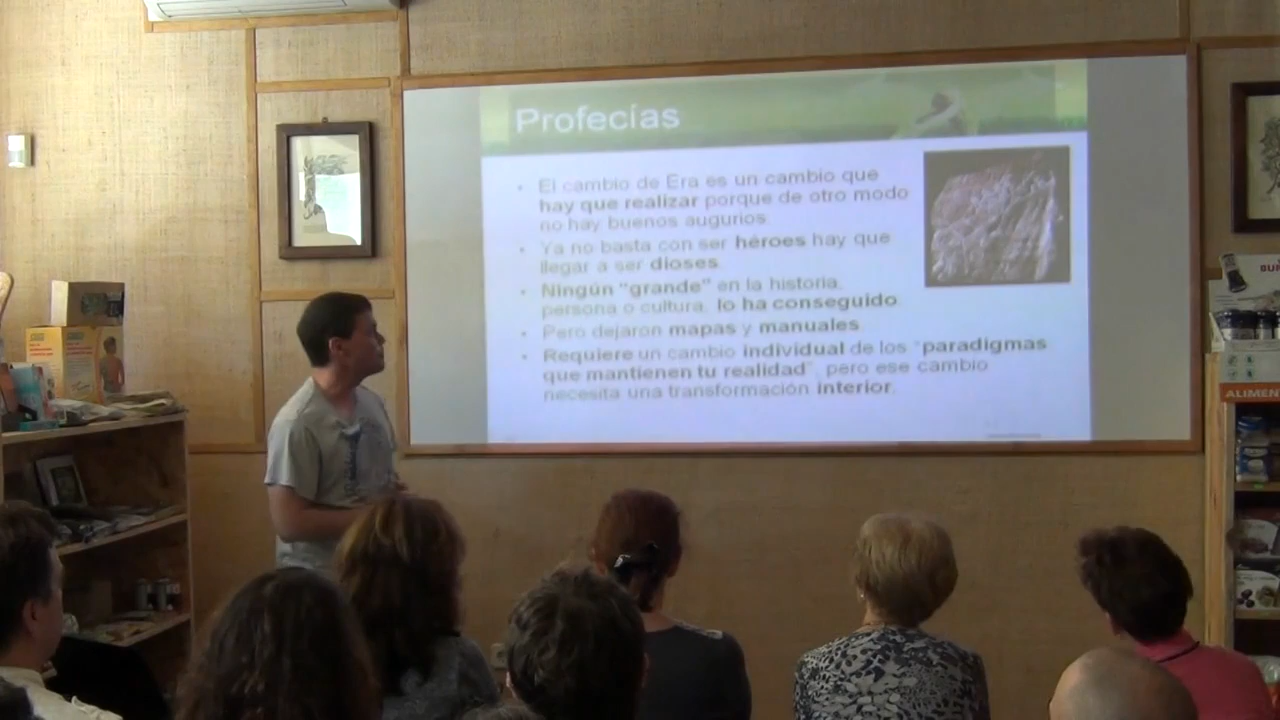 Profecías
• El cambio de Era es un cambio que
hay que realizar porque de otro modo
no hay buenos augurios.
• Ya no basta con ser héroes hay que
llegar a ser dioses.
• Ningún "grande" en la historia,
persona o cultura, lo ha conseguido.
• Pero dejaron mapas y manuales.
• Requiere un cambio individual de los "paradigmas
que mantienen tu realidad", pero ese cambio
necesita una transformación interior.
ALIMEN